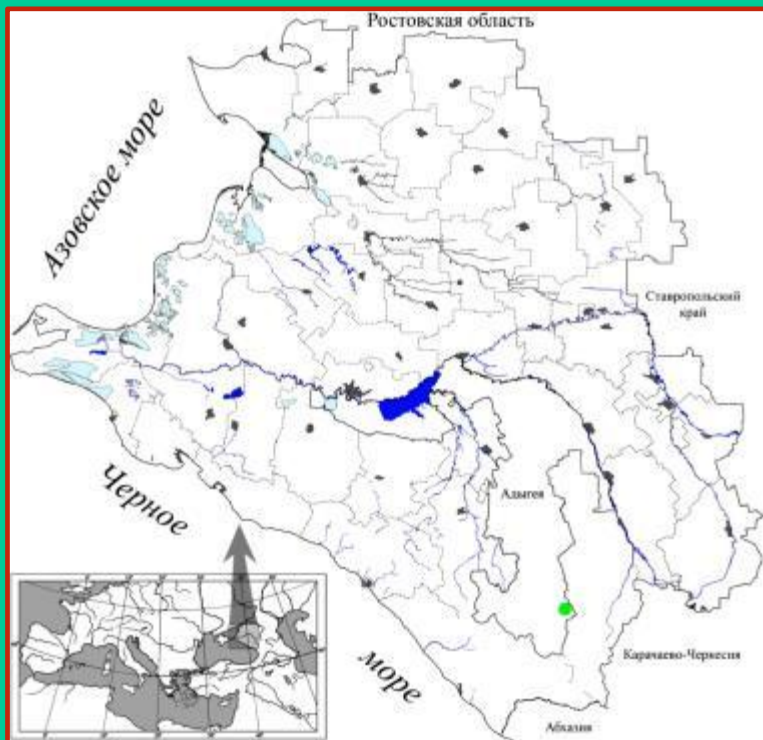 Ростовская область
Азовское море
Ставропольский
край
Черное
Адыгея
море
Карачаево-Черкесия
Абхазия